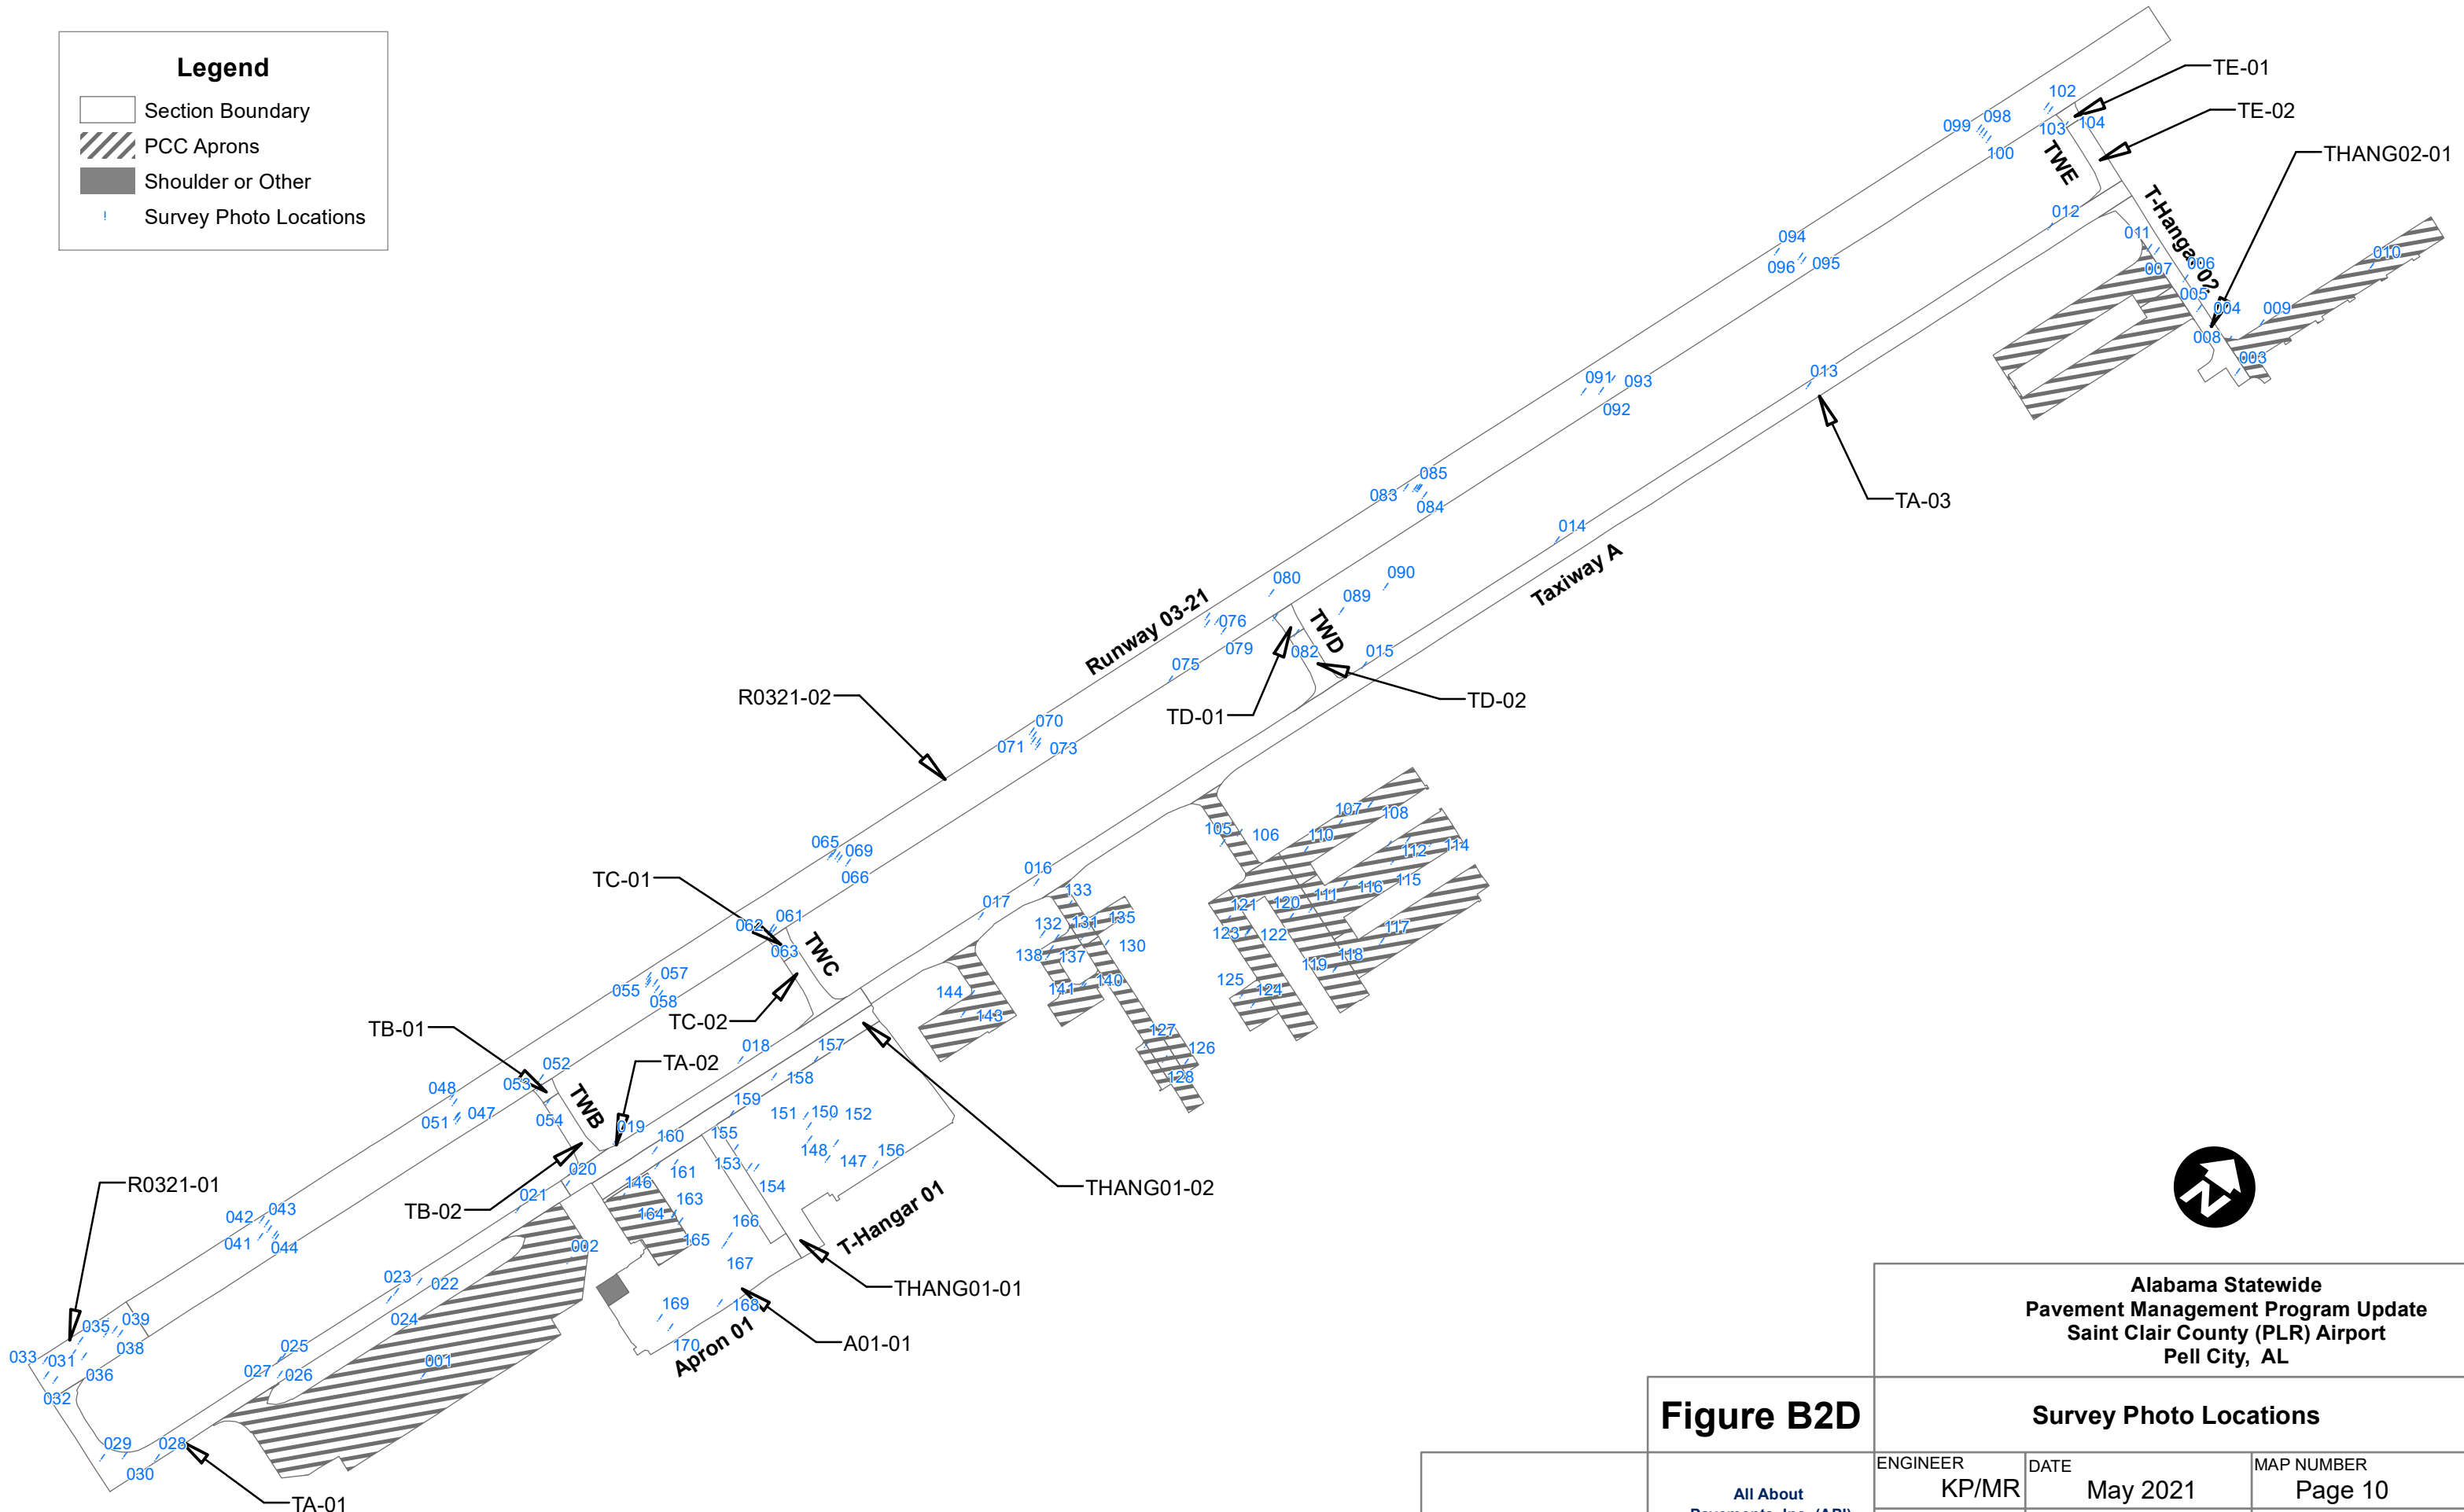 Legend
Section Boundary
PCC Aprons
Shoulder or Other
Survey Photo Locations
TE-01
TE-02
THANG02-01
102
098
099
103
104
100
TWE
012
T-Hangar 02
011
007
006
005
004
010
009
008
003
094
096
095
013
091
093
092
TA-03
085
083
084
014
Taxiway A
090
089
080
Runway 03-21
076
079
TWD
082
015
075
TD-01
TD-02
R0321-02
070
071
073
065
069
066
016
017
TC-01
061
062
063
TWC
TC-02
057
055
058
105
106
107
108
110
112
114
115
116
111
120
121
123
122
117
118
119
125
124
133
132
131
135
138
137
130
141
140
127
126
128
144
143
TB-01
052
053
054
TWB
TA-02
018
157
158
159
019
160
155
151
150
152
148
147
156
153
154
161
048
051
047
020
021
TB-02
146
163
164
165
166
167
002
169
168
170
THANG01-02
T-Hangar 01
THANG01-01
Apron 01
A01-01
R0321-01
042
043
041
044
023
022
024
035
039
038
033
031
036
032
025
027
026
001
029
028
030
TA-01
N
Alabama Statewide
Pavement Management Program Update
Saint Clair County (PLR) Airport
Pell City, AL
Figure B2D
Survey Photo Locations
ENGINEER
KP/MR
DATE
May 2021
MAP NUMBER
Page 10
All About
Pavements, Inc. (API)